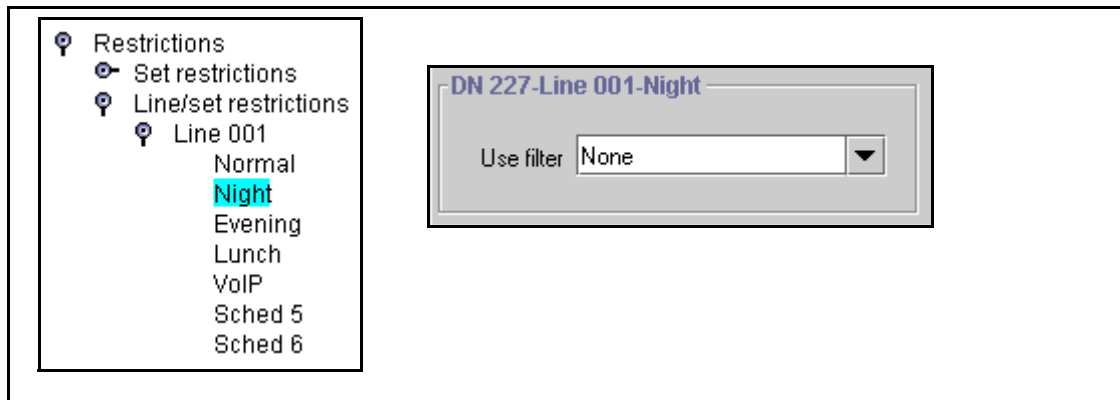 Restrictions
Set restrictions
Line/set restrictions
Line 001
Normal
Night
Evening
Lunch
VoIP
Sched 5
Sched 6
DN 227-Line 001-Night
Use filter None